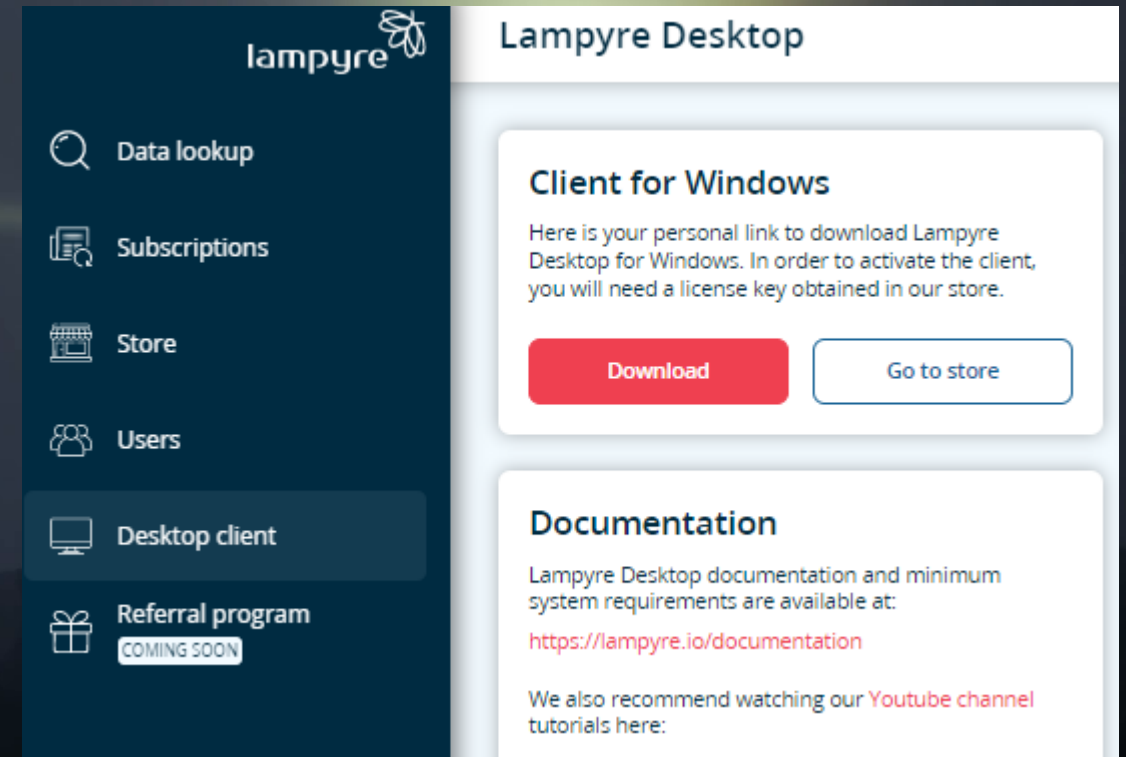 lampyre
Data lookup
Subscriptions
Store
Users
Desktop client
Referral program
COMING SOON
Lampyre Desktop
Client for Windows
Here is your personal link to download Lampyre
Desktop for Windows. In order to activate the client,
you will need a license key obtained in our store.
Download
Go to store
Documentation
Lampyre Desktop documentation and minimum
system requirements are available at:
https://lampyre.io/documentation
We also recommend watching our Youtube channel
tutorials here: